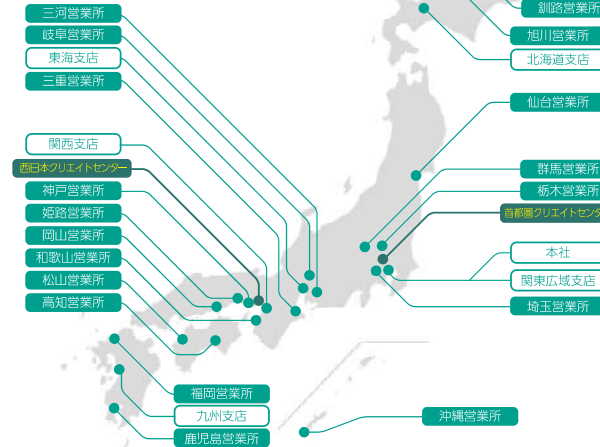 三河営業所
岐阜営業所
東海支店
三重営業所
関西支店
西日本クリエイトセンター
神戸営業所
姫路営業所
岡山営業所
和歌山営業所
松山営業所
高知営業所
福岡営業所
九州支店
鹿児島営業所
沖縄営業所
釧路営業所
旭川営業所
北海道支店
仙台営業所
群馬営業所
栃木営業所
首都圏クリエイトセンタ
本社
関東広域支店
埼玉営業所